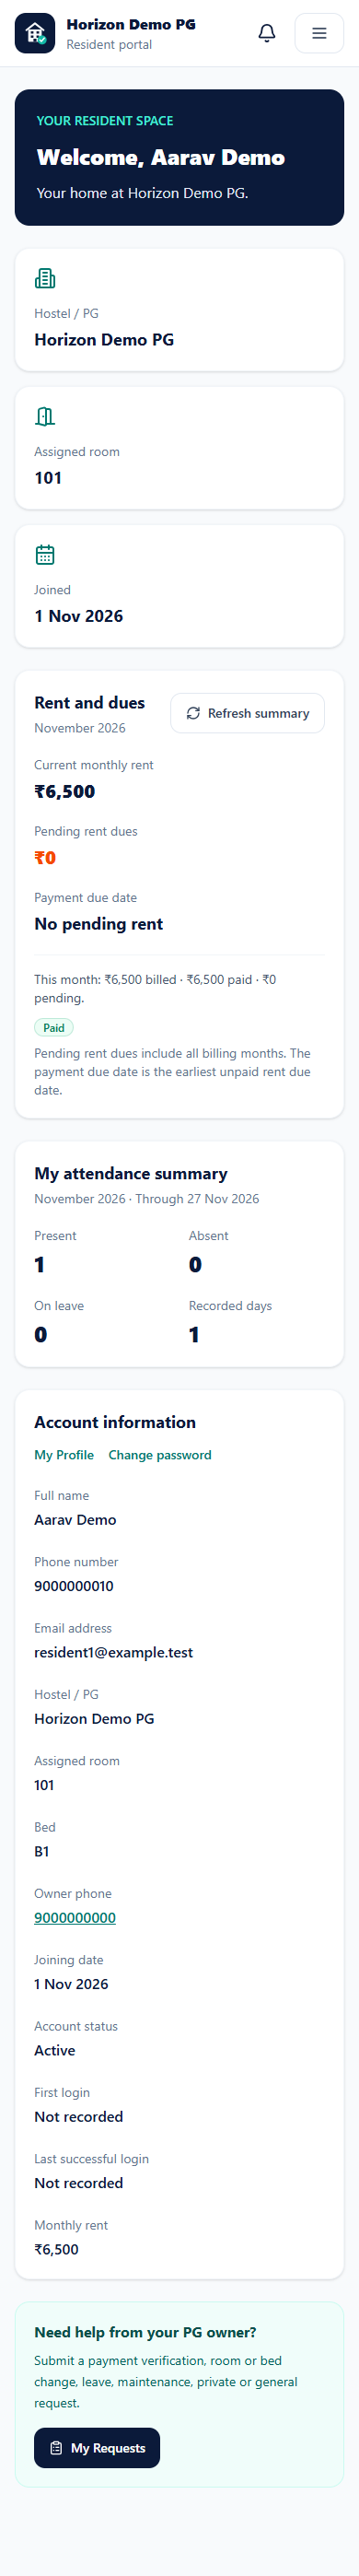 Horizon Demo PG
Resident portal
YOUR RESIDENT SPACE
Welcome, Aarav Demo
Your home at Horizon Demo PG.
Hostel / PG
Horizon Demo PG
Assigned room
101
Joined
1 Nov 2026
Rent and dues
November 2026
Refresh summary
Current monthly rent
₹6,500
Pending rent dues
₹0
Payment due date
No pending rent
This month: ₹6,500 billed · ₹6,500 paid · ₹0
pending.
Paid
Pending rent dues include all billing months. The
payment due date is the earliest unpaid rent due
date.
My attendance summary
November 2026 · Through 27 Nov 2026
Present
Absent
1
0
On leave
Recorded days
0
1
Account information
My Profile Change password
Full name
Aarav Demo
Phone number
9000000010
Email address
resident1@example.test
Hostel / PG
Horizon Demo PG
Assigned room
101
Bed
B1
Owner phone
9000000000
Joining date
1 Nov 2026
Account status
Active
First login
Not recorded
Last successful login
Not recorded
Monthly rent
₹6,500
Need help from your PG owner?
Submit a payment verification, room or bed
change, leave, maintenance, private or general
request.
My Requests